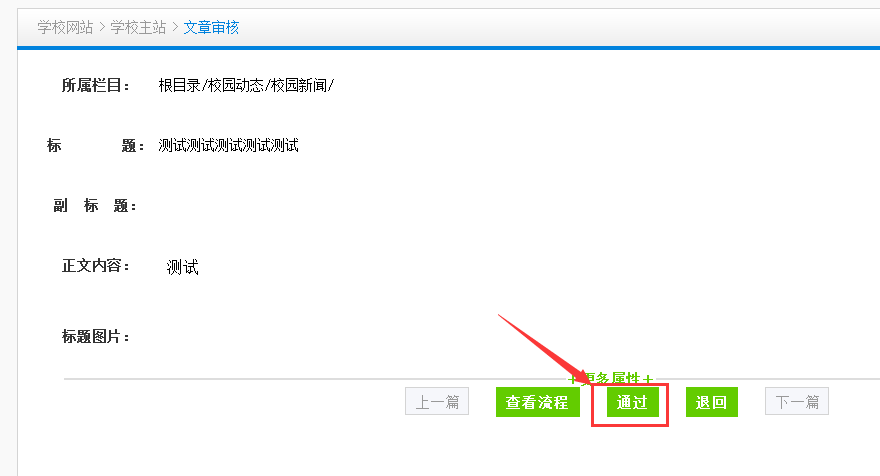 学校网站 > 学校主站 > 文章审核
所属栏目： 根目录/校园动态/校园新闻/
标 题： 测试测试测试测试测试
副 标 题：
正文内容： 测试
标题图片：
+更多属性+
上一篇 查看流程 通过 退回 下一篇